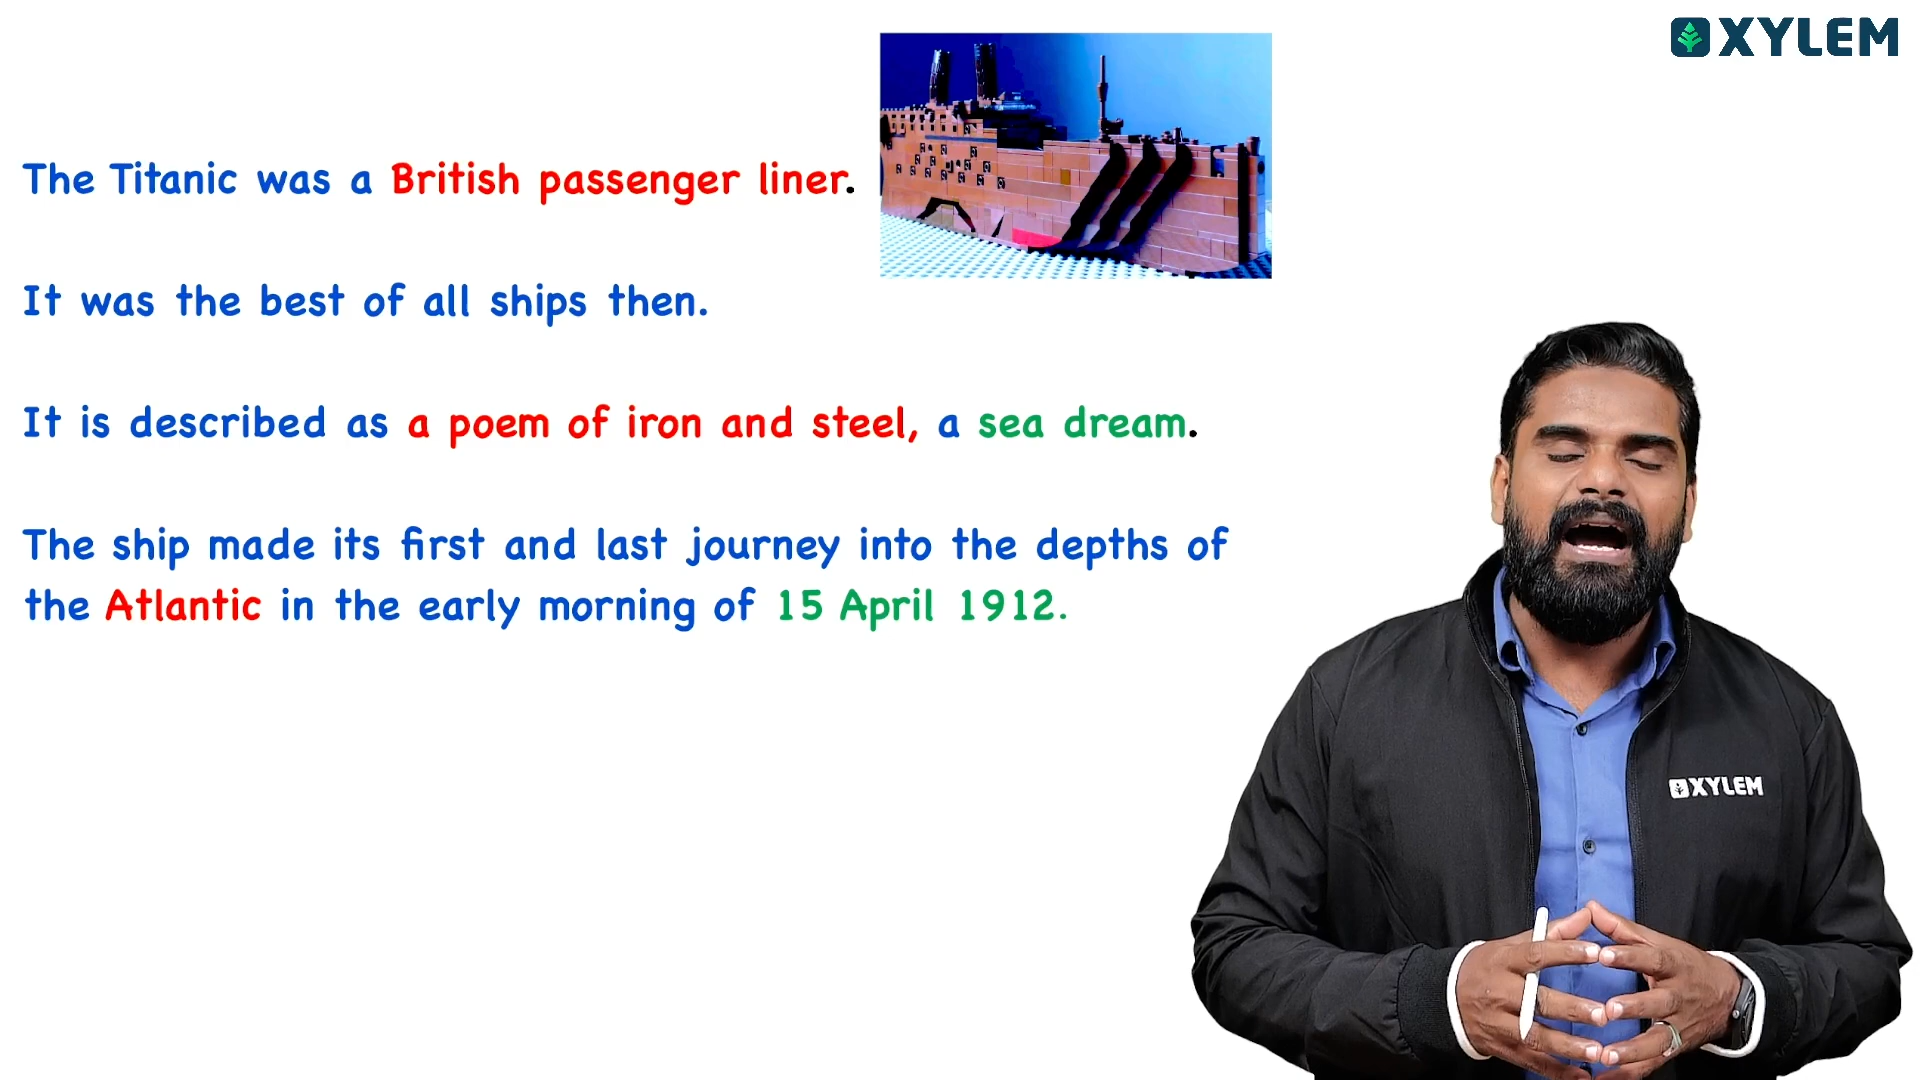 XYLEM
The Titanic was a British passenger liner.
It was the best of all ships then.
It is described as a poem of iron and steel, a sea dream.
The ship made its first and last journey into the depths of
the Atlantic in the early morning of 15 April 1912.
XYLEM